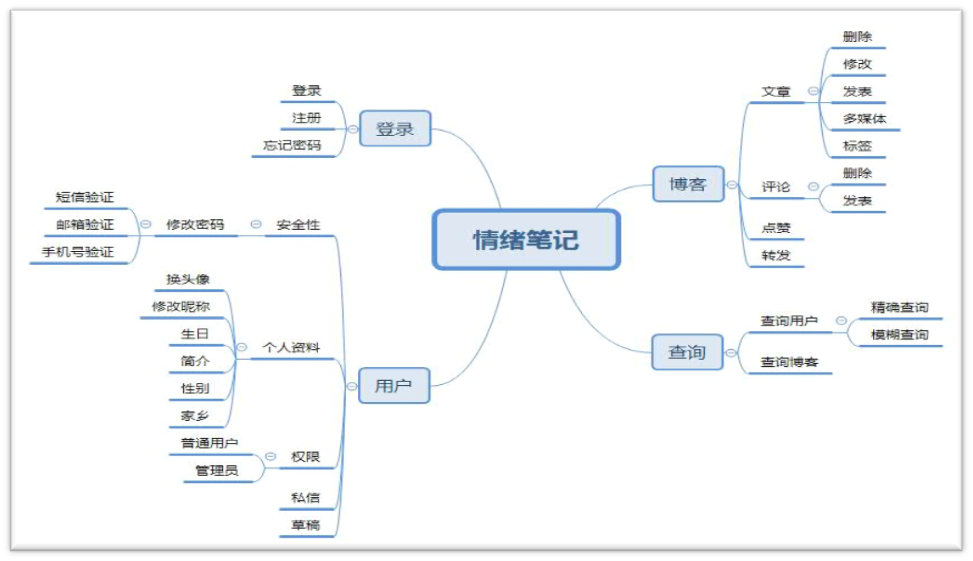 情绪笔记
登录
登录
注册
忘记密码
用户
安全性
修改密码
短信验证
邮箱验证
手机号验证
个人资料
换头像
修改昵称
生日
简介
性别
家乡
权限
普通用户
管理员
私信
草稿
博客
文章
删除
修改
发表
多媒体
标签
评论
删除
发表
点赞
转发
查询
查询用户
精确查询
模糊查询
查询博客